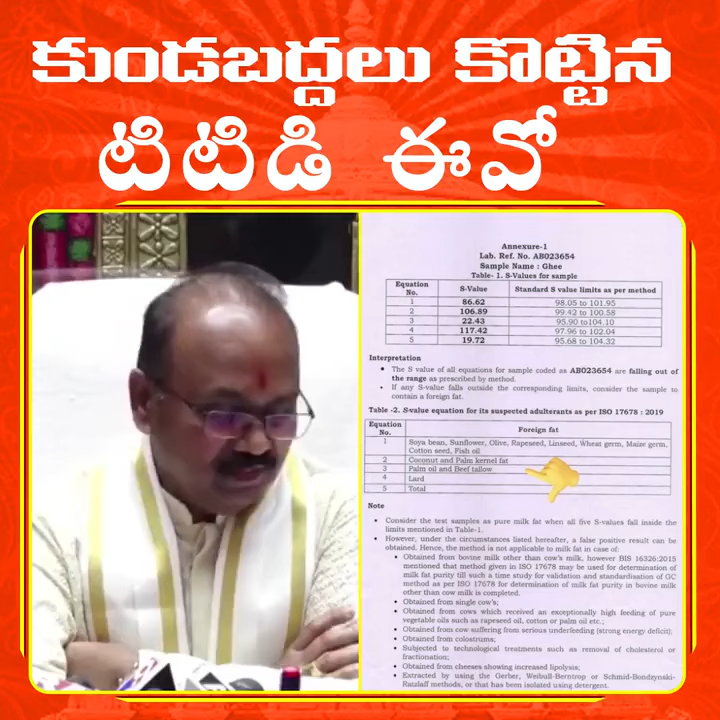 కుండబద్దలు కొట్టిన
టిటిడి ఈవో
Annexure-1
Lab. Ref. No. AB023654
Sample Name : Ghee
Table- 1. S-Values for sample
Equation No. S-Value Standard S value limits as per method
1 86.62 98.05 to 101.95
2 106.89 99.42 to 100.58
3 22.43 95.90 to104.10
4 117.42 97.96 to 102.04
5 19.72 95.68 to 104.32
Interpretation
• The S value of all equations for sample coded as AB023654 are falling out of
the range as prescribed by method.
• If any S-value falls outside the corresponding limits, consider the sample to
contain a foreign fat.
Table -2. S-value equation for its suspected adulterants as per ISO 17678 : 2019
Equation No. Foreign fat
1 Soya bean, Sunflower, Olive, Rapeseed, Linseed, Wheat germ, Maize germ,
Cotton seed, Fish oil
2 Coconut and Palm kernel fat
3 Palm oil and Beef tallow
4 Lard
5 Total
Note
• Consider the test samples as pure milk fat when all five S-values fall inside the
limits mentioned in Table-1.
• However, under the circumstances listed hereafter, a false positive result can be
obtained. Hence, the method is not applicable to milk fat in case of:
• Obtained from bovine milk other than cow's milk, however BIS 16326:2015
mentioned that method given in ISO 17678 may be used for determination of
milk fat purity till such a time study for validation and standardisation of GC
method as per ISO 17678 for determination of milk fat purity in bovine milk
other than cow milk is completed.
• Obtained from single cow's;
• Obtained from cows which received an exceptionally high feeding of pure
vegetable oils such as rapeseed oil, cotton or palm oil etc.;
• Obtained from cow suffering from serious underfeeding (strong energy deficit);
• Obtained from colostrums;
• Subjected to technological treatments such as removal of cholesterol or
fractionation;
• Obtained from cheeses showing increased lipolysis;
• Extracted by using the Gerber, Weibull-Berntrop or Schmid-Bondzynski-
Ratzlaff methods, or that has been isolated using detergent.